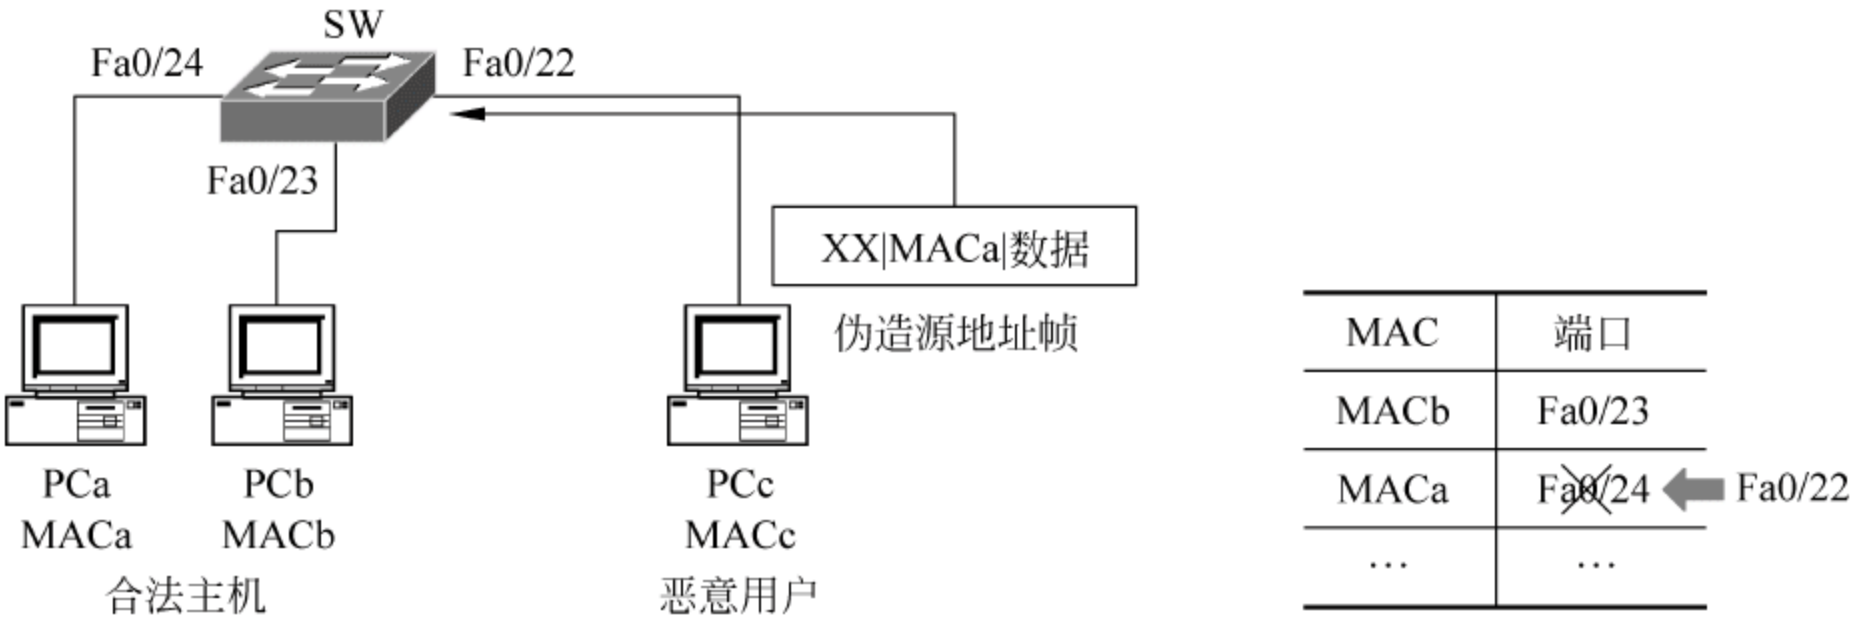 SW
Fa0/24
Fa0/22
Fa0/23
XX|MACa|数据
伪造源地址帧
PCa
MACa
PCb
MACb
合法主机
PCc
MACc
恶意用户
MAC 端口
MACb Fa0/23
MACa Fa0/24 Fa0/22
… …